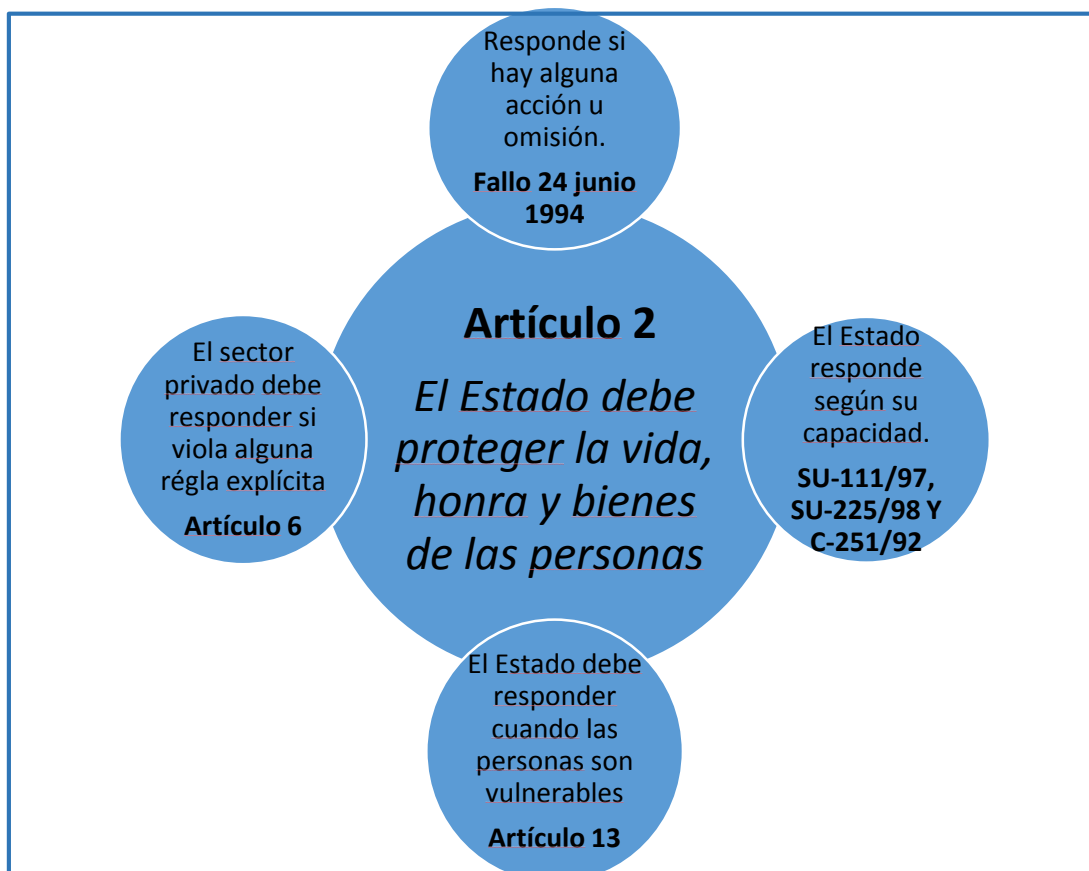 Responde si
hay alguna
acción u
omisión.
Fallo 24 junio
1994
Artículo 2
El Estado debe
proteger la vida,
honra y bienes
de las personas
El sector
privado debe
responder si
viola alguna
régla explícita
Artículo 6
El Estado
responde
según su
capacidad.
SU-111/97,
SU-225/98 Y
C-251/92
El Estado debe
responder
cuando las
personas son
vulnerables
Artículo 13